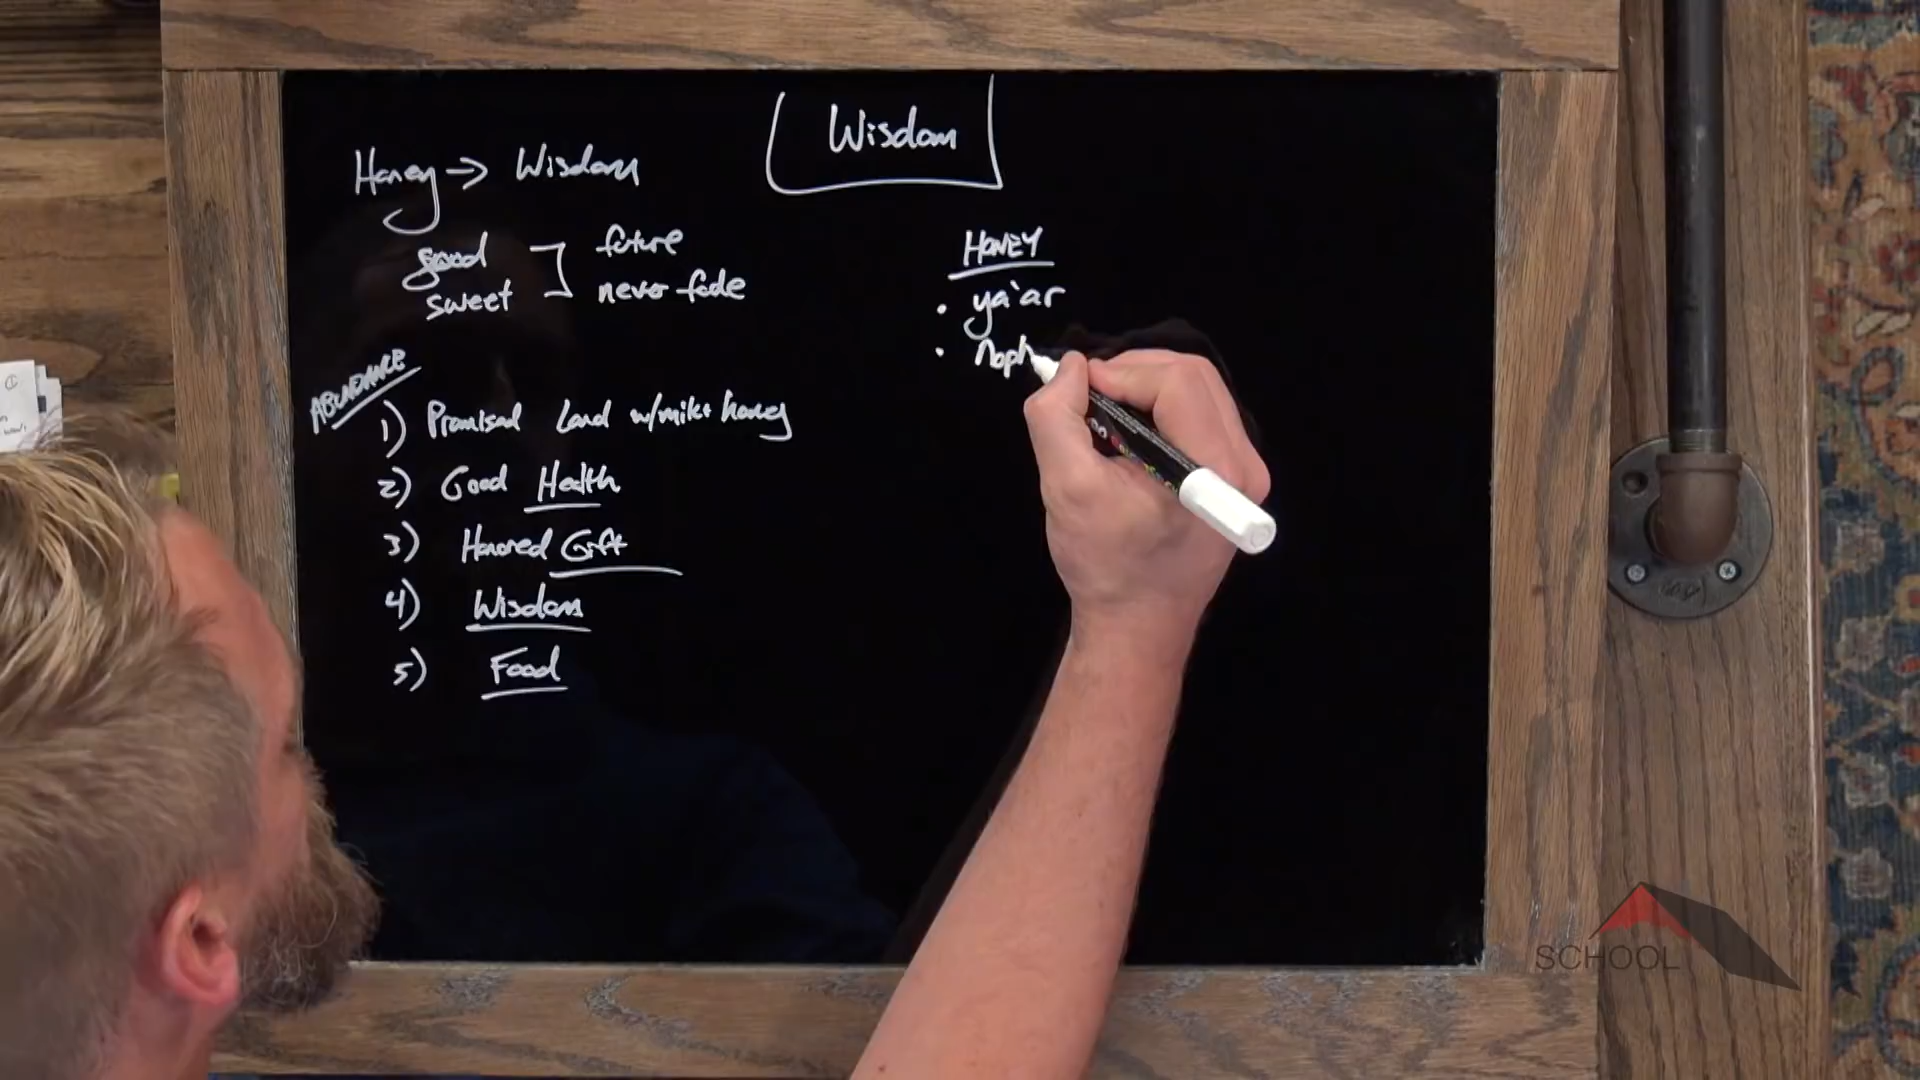 Wisdom
Honey → Wisdom
good
sweet
future
never fade
ABUNDANCE
1) Promised Land w/milk + honey
2) Good Health
3) Honored Gift
4) Wisdom
5) Food
HONEY
• ya'ar
• noph
SCHOOL